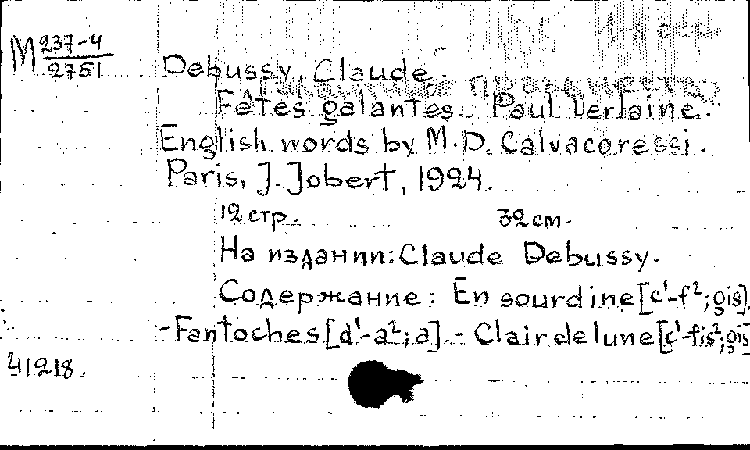 M 237-4
2751
Debussy, Claude.
Fêtes galantes. Paul Verlaine.
English words by M.D. Calvocoressi.
Paris, J. Jobert, 1924.
12 стр. 32 см.
На издании: Claude Debussy.
Содержание: En sourdine [c¹-f²; gis].
-Fantoches [d¹-a²; a]. - Clair de lune [c¹-fis²; gis]
41218.